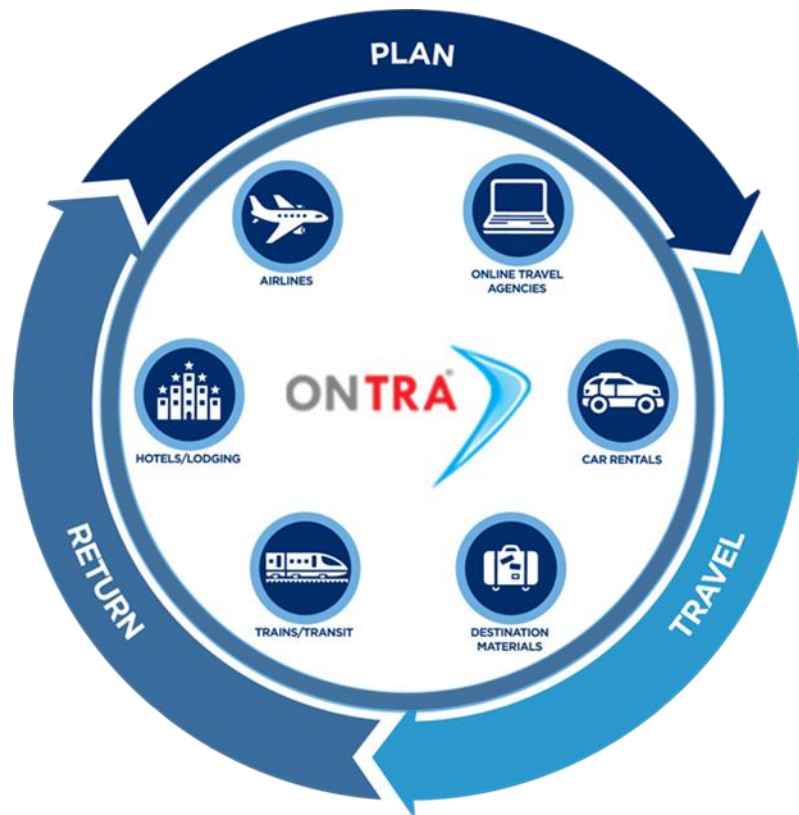 PLAN
AIRLINES
ONLINE TRAVEL
AGENCIES
HOTELS/LODGING
ONTRA®
CAR RENTALS
RETURN
TRAVEL
TRAINS/TRANSIT
DESTINATION
MATERIALS